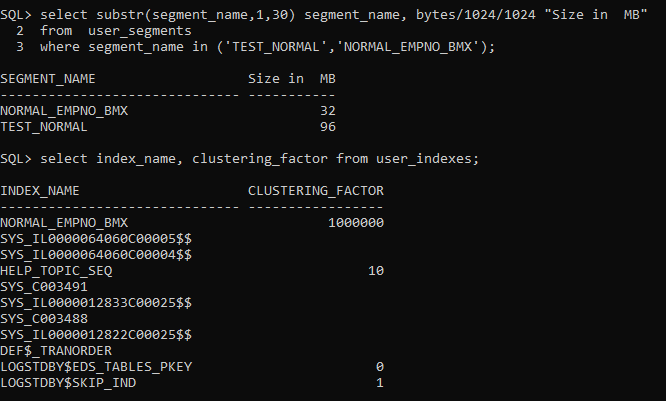 SQL> select substr(segment_name,1,30) segment_name, bytes/1024/1024 "Size in  MB"
  2  from  user_segments
  3  where segment_name in ('TEST_NORMAL','NORMAL_EMPNO_BMX');
SEGMENT_NAME                   Size in  MB
------------------------------ -----------
NORMAL_EMPNO_BMX                        32
TEST_NORMAL                             96
SQL> select index_name, clustering_factor from user_indexes;
INDEX_NAME                     CLUSTERING_FACTOR
------------------------------ -----------------
NORMAL_EMPNO_BMX                         1000000
SYS_IL0000064060C00005$$
SYS_IL0000064060C00004$$
HELP_TOPIC_SEQ                                10
SYS_C003491
SYS_IL0000012833C00025$$
SYS_C003488
SYS_IL0000012822C00025$$
DEF$_TRANORDER
LOGSTDBY$EDS_TABLES_PKEY                       0
LOGSTDBY$SKIP_IND                              1